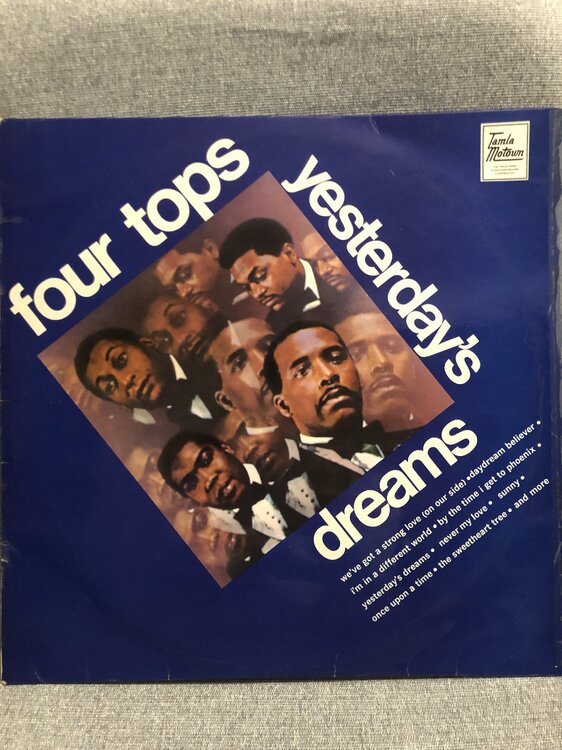 four tops
yesterday's
dreams
Tamla
Motown
we've got a strong love (on our side) • daydream believer •
i'm in a different world • by the time i get to phoenix •
yesterday's dreams • never my love • sunny •
once upon a time • the sweetheart tree • and more